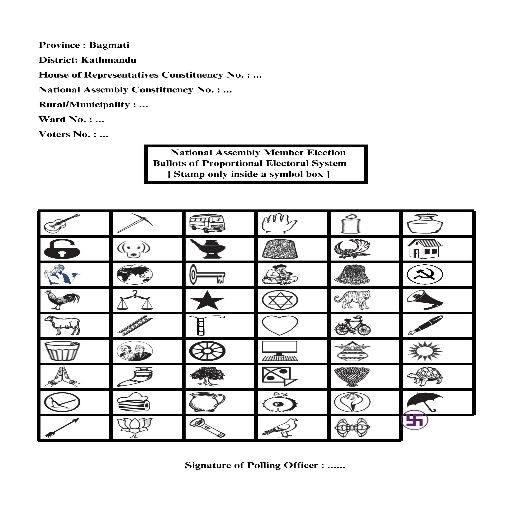 Province : Bagmati
District: Kathmandu
House of Representatives Constituency No. : ...
National Assembly Constituency No. : ...
Rural/Municipality : ...
Ward No. : ...
Voters No. : ...
National Assembly Member Election
Ballots of Proportional Electoral System
[ Stamp only inside a symbol box ]
Signature of Polling Officer : ......